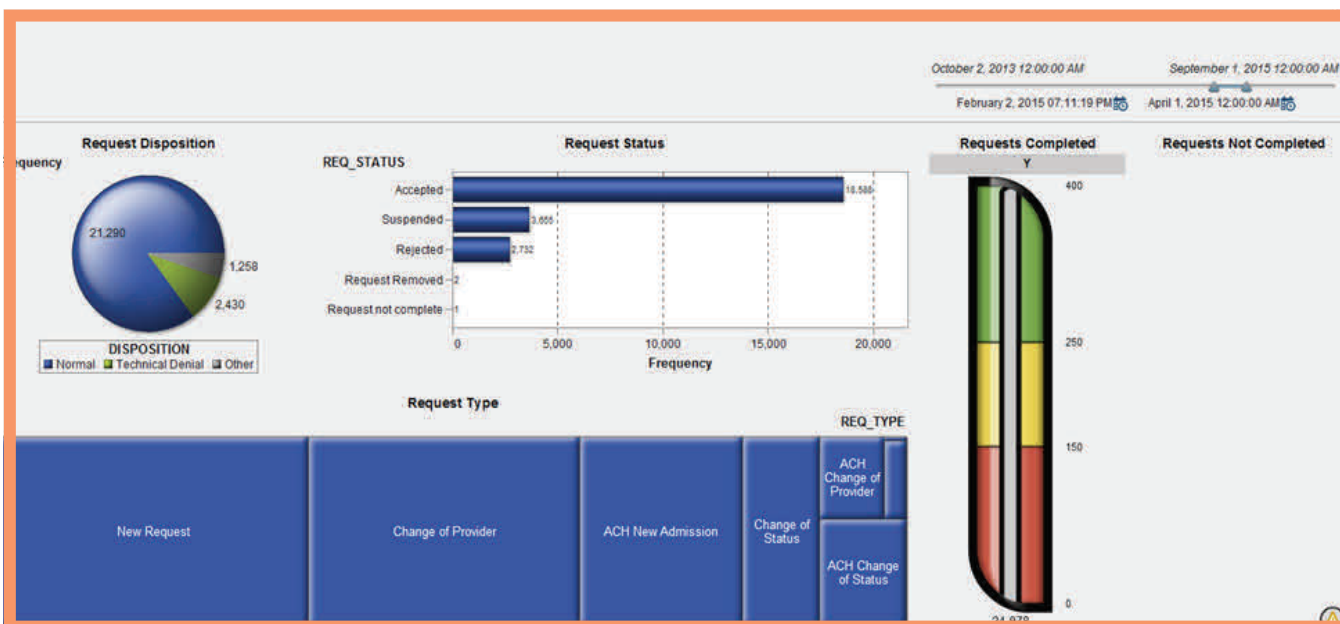 October 2, 2013 12:00:00 AM
September 1, 2015 12:00:00 AM
February 2, 2015 07:11:19 PM
April 1, 2015 12:00:00 AM
Request Disposition
equency
21,290
1,258
2,430
DISPOSITION
Normal Technical Denial Other
Request Status
REQ_STATUS
Accepted
Suspended 3,655
Rejected 2,732
Request Removed 2
Request not complete 1
0 5,000 10,000 15,000 20,000
Frequency
Requests Completed
Y
400
250
150
0
Requests Not Completed
Request Type
REQ_TYPE
New Request
Change of Provider
ACH New Admission
Change of
Status
ACH
Change of
Provider
ACH Change
of Status